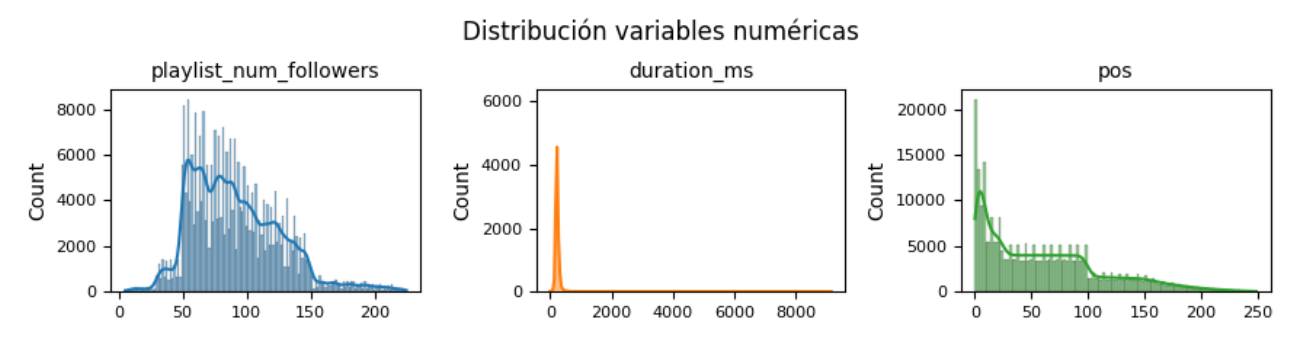 Distribución variables numéricas
playlist_num_followers
duration_ms
pos
Count
8000
6000
4000
2000
0
0 50 100 150 200
Count
6000
4000
2000
0
0 2000 4000 6000 8000
Count
20000
15000
10000
5000
0
0 50 100 150 200 250